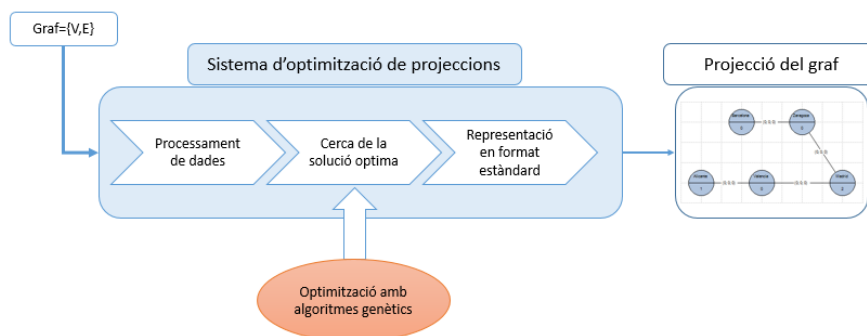 Graf={V,E}
Sistema d'optimització de projeccions
Projecció del graf
Processament
de dades
Cerca de la
solució optima
Representació
en format
estàndard
Optimització amb
algoritmes genètics